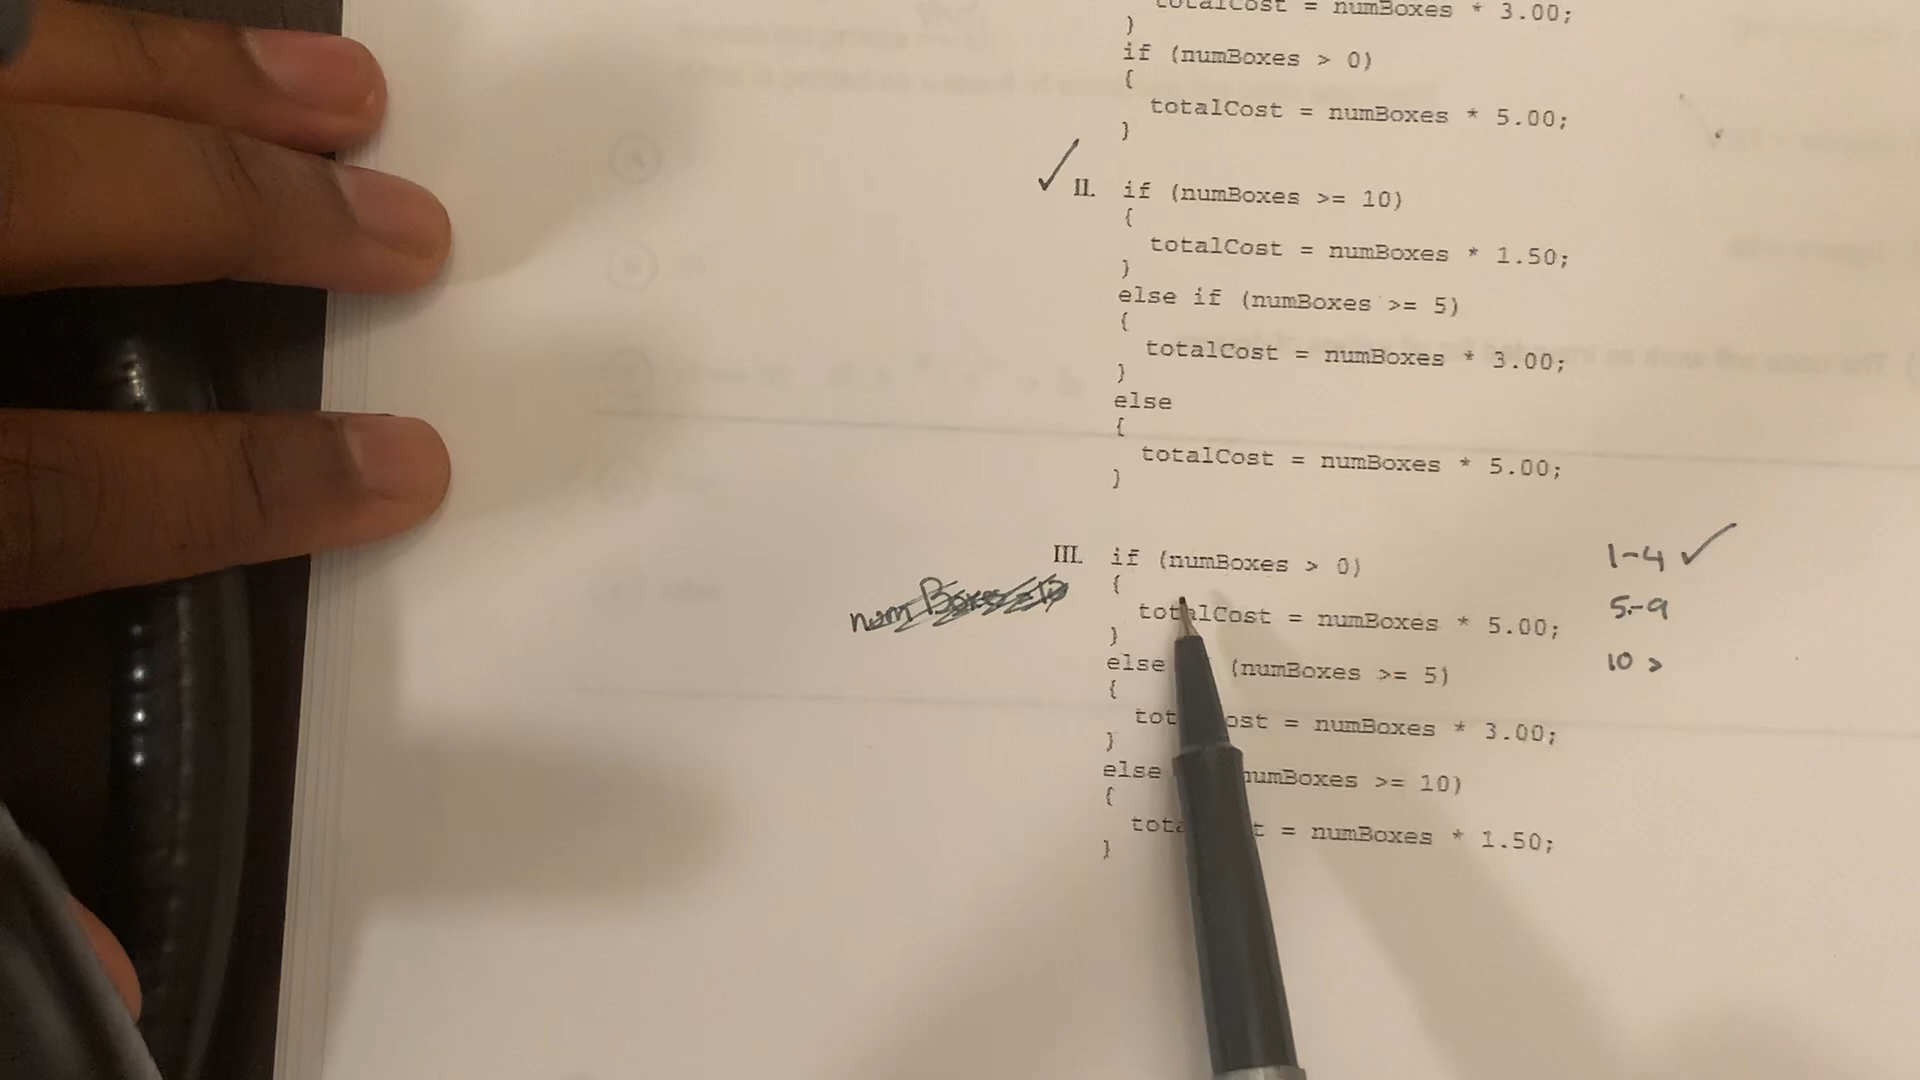 totalCost = numBoxes * 3.00;
}
if (numBoxes > 0)
{
totalCost = numBoxes * 5.00;
}
II. if (numBoxes >= 10)
{
totalCost = numBoxes * 1.50;
}
else if (numBoxes >= 5)
{
totalCost = numBoxes * 3.00;
}
else
{
totalCost = numBoxes * 5.00;
}
III. if (numBoxes > 0) 1-4
{
totalCost = numBoxes * 5.00; 5-9
}
else (numBoxes >= 5) 10 >
{
tot ost = numBoxes * 3.00;
}
else numBoxes >= 10)
{
tot t = numBoxes * 1.50;
}